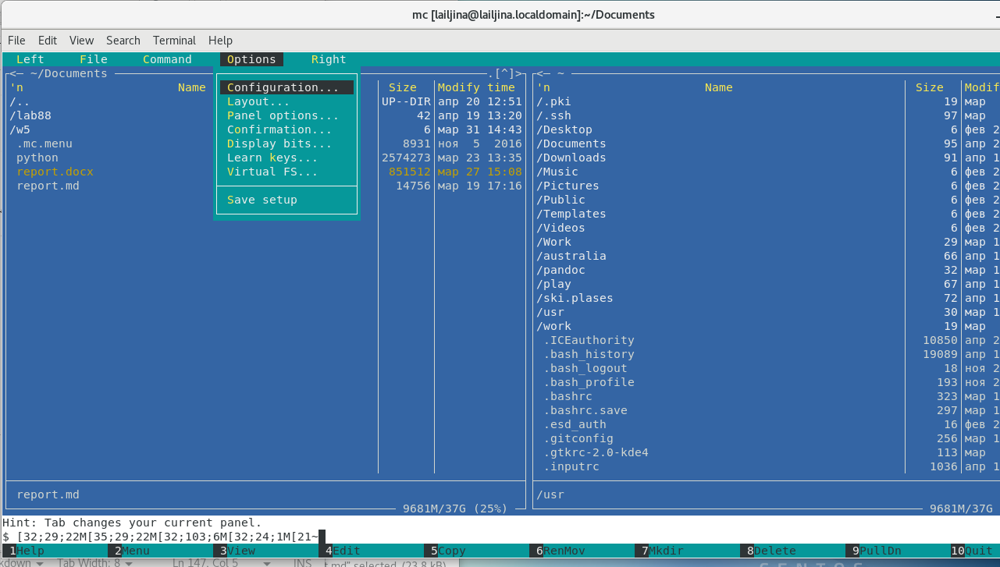 mc [lailjina@lailjina.localdomain]:~/Documents
File Edit View Search Terminal Help
Left File Command Options Right
<─ ~/Documents .[^]> <─ ~
'n Name Configuration... Size Modify time 'n Name Size Modif
/.. Layout... UP--DIR апр 20 12:51 /.pki 19 мар
/lab88 Panel options... 42 апр 19 13:20 /.ssh 97 мар
/w5 Confirmation... 6 мар 31 14:43 /Desktop 6 фев 2
.mc.menu Display bits... 8931 ноя 5 2016 /Documents 95 апр 2
python Learn keys... 2574273 мар 23 13:35 /Downloads 91 апр 1
report.docx Virtual FS... 851512 мар 27 15:08 /Music 6 фев 2
report.md 14756 мар 19 17:16 /Pictures 6 фев 2
Save setup /Public 6 фев 2
/Templates 6 фев 2
/Videos 6 фев 2
/Work 29 мар 1
/australia 66 апр 1
/pandoc 32 мар 1
/play 67 апр 1
/ski.plases 72 апр 1
/usr 30 мар 1
/work 19 мар
.ICEauthority 10850 апр 2
.bash_history 19089 апр 1
.bash_logout 18 ноя 2
.bash_profile 193 ноя 2
.bashrc 323 мар 1
.bashrc.save 297 мар 1
.esd_auth 16 фев 2
.gitconfig 256 мар 1
.gtkrc-2.0-kde4 113 мар
.inputrc 1036 апр 1
report.md /usr
9681M/37G (25%) 9681M/37G
Hint: Tab changes your current panel.
$ [32;29;22M[35;29;22M[32;103;6M[32;24;1M[21~
1Help 2Menu 3View 4Edit 5Copy 6RenMov 7Mkdir 8Delete 9PullDn 10Quit
kdown Tab Width: 8 Ln 147, Col 5 INS t.md" selected (23.8 kB)